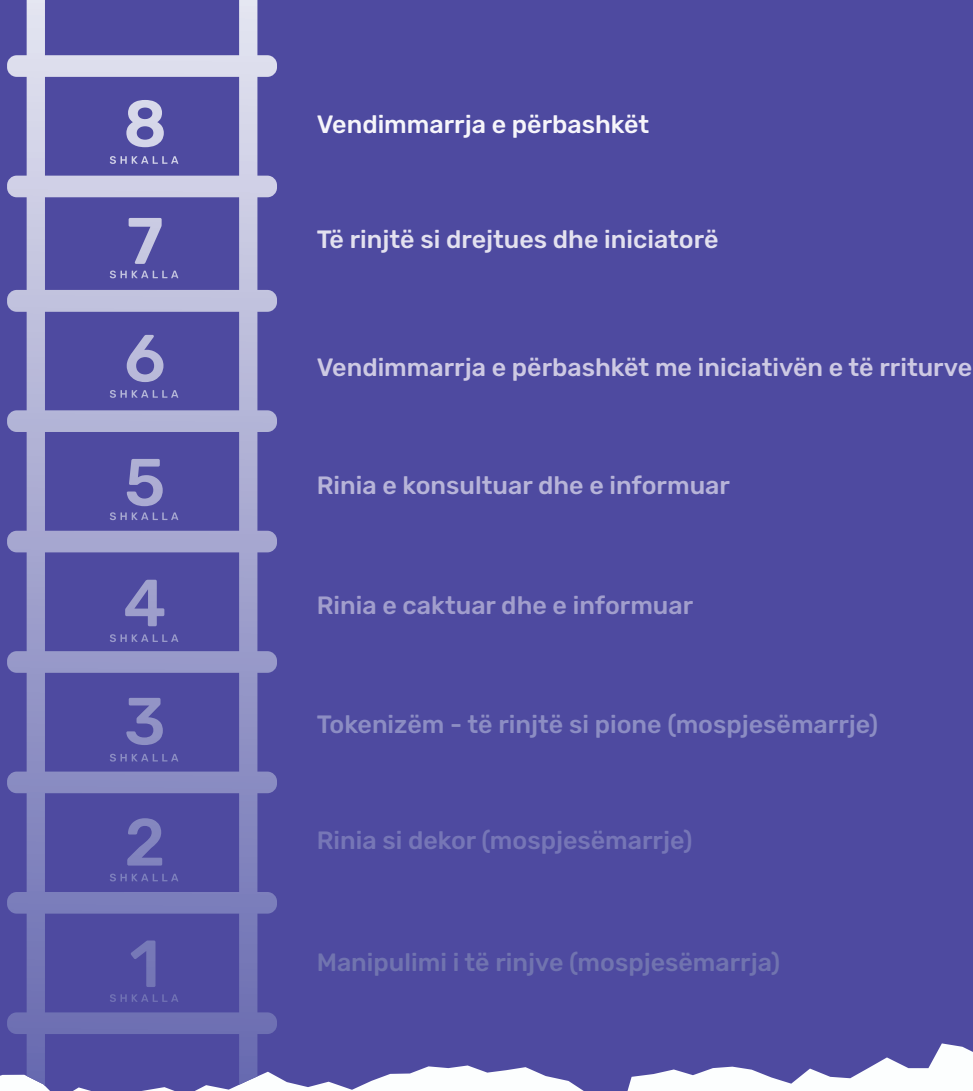 8
SHKALLA
Vendimmarrja e përbashkët
7
SHKALLA
Të rinjtë si drejtues dhe iniciatorë
6
SHKALLA
Vendimmarrja e përbashkët me iniciativën e të rriturve
5
SHKALLA
Rinia e konsultuar dhe e informuar
4
SHKALLA
Rinia e caktuar dhe e informuar
3
SHKALLA
Tokenizëm - të rinjtë si pione (mospjesëmarrje)
2
SHKALLA
Rinia si dekor (mospjesëmarrje)
1
SHKALLA
Manipulimi i të rinjve (mospjesëmarrja)